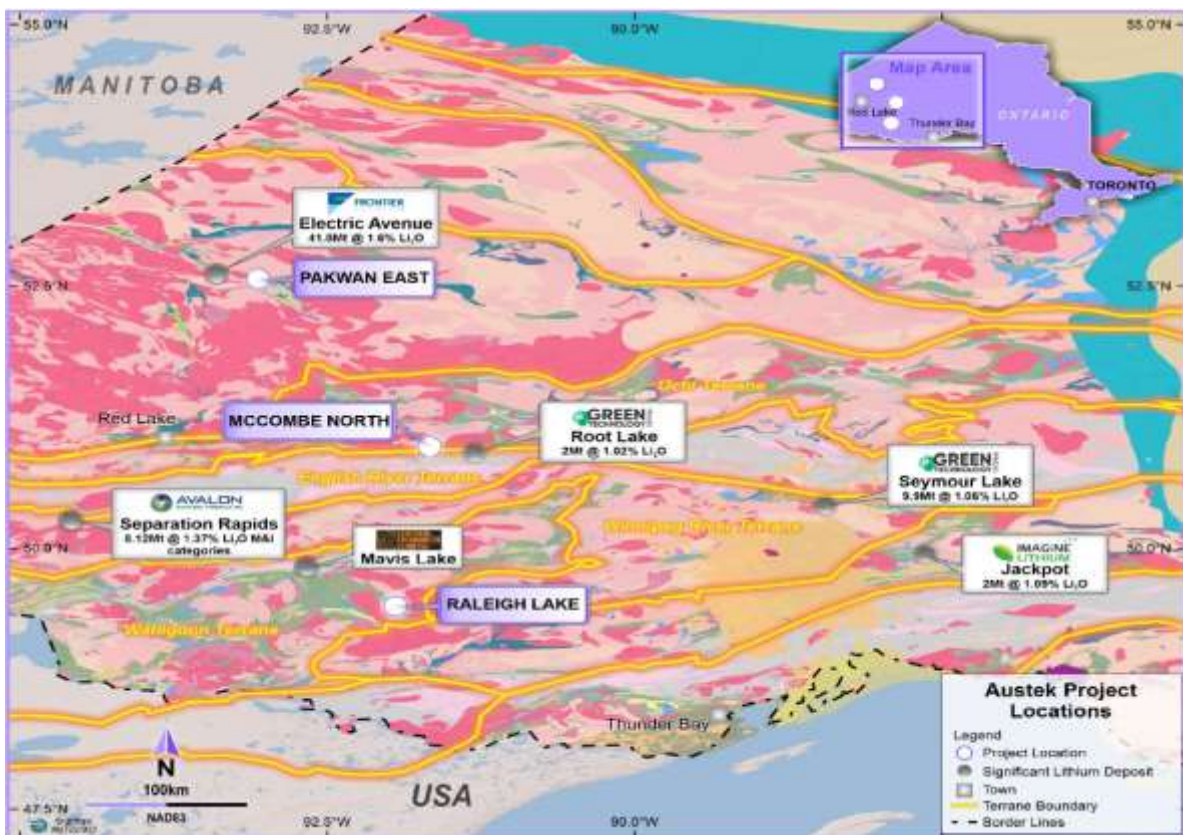 55.0°N
92.5°W
90.0°W
55.0°N
MANITOBA
Map Area
Red Lake
Thunder Bay
ONTARIO
TORONTO
FRONTIER
Electric Avenue
PAKWAN EAST
52.5°N
52.5°N
Uchi Terrane
Red Lake
MCCOMBE NORTH
GREEN
TECHNOLOGY
Root Lake
2Mt @ 1.02% Li₂O
English River Terrane
GREEN
TECHNOLOGY
Seymour Lake
9.9Mt @ 1.06% Li₂O
AVALON
Separation Rapids
8.12Mt @ 1.37% Li₂O M&I
categories
Winnipeg River Terrane
Mavis Lake
50.0°N
50.0°N
IMAGINE
LITHIUM
Jackpot
2Mt @ 1.09% Li₂O
RALEIGH LAKE
Wabigoon Terrane
Thunder Bay
Austek Project
Locations
Legend
Project Location
Significant Lithium Deposit
Town
Terrane Boundary
Border Lines
N
100km
NAD83
USA
47.5°N
92.5°W
90.0°W